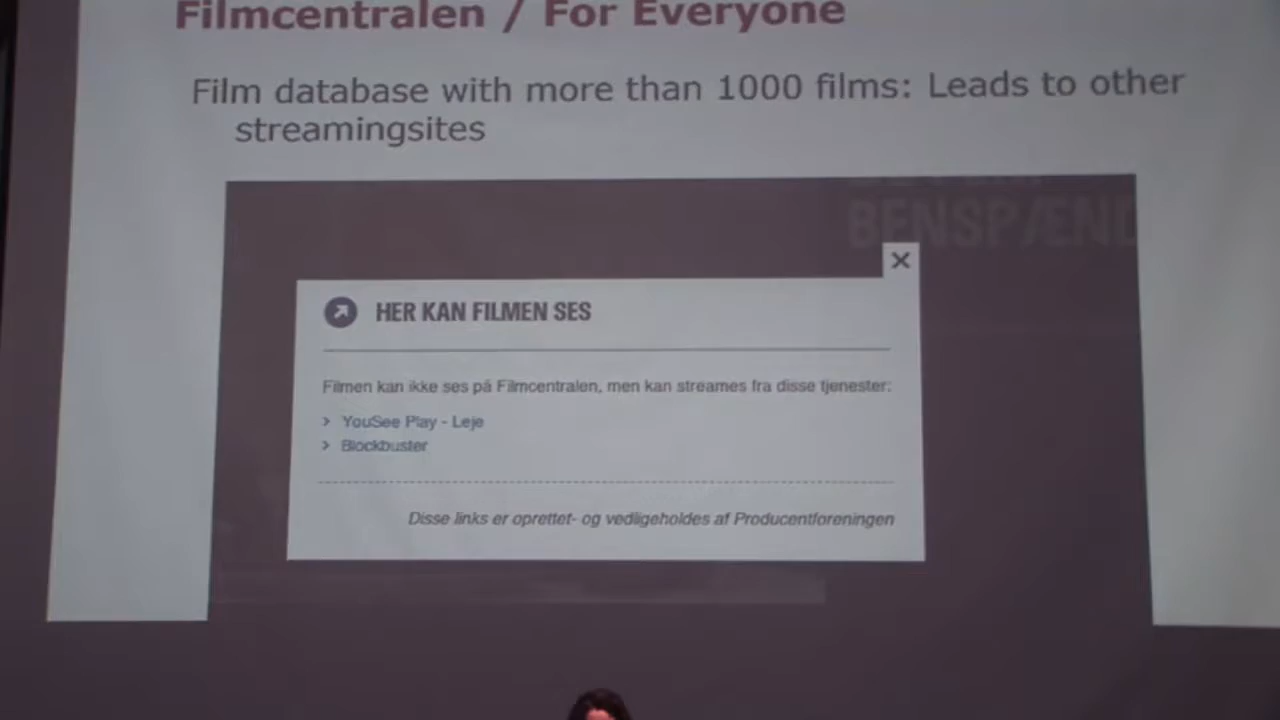 Filmcentralen / For Everyone
Film database with more than 1000 films: Leads to other
streamingsites
BENSPÆND
HER KAN FILMEN SES
Filmen kan ikke ses på Filmcentralen, men kan streames fra disse tjenester:
> YouSee Play - Leje
> Blockbuster
Disse links er oprettet- og vedligeholdes af Producentforeningen